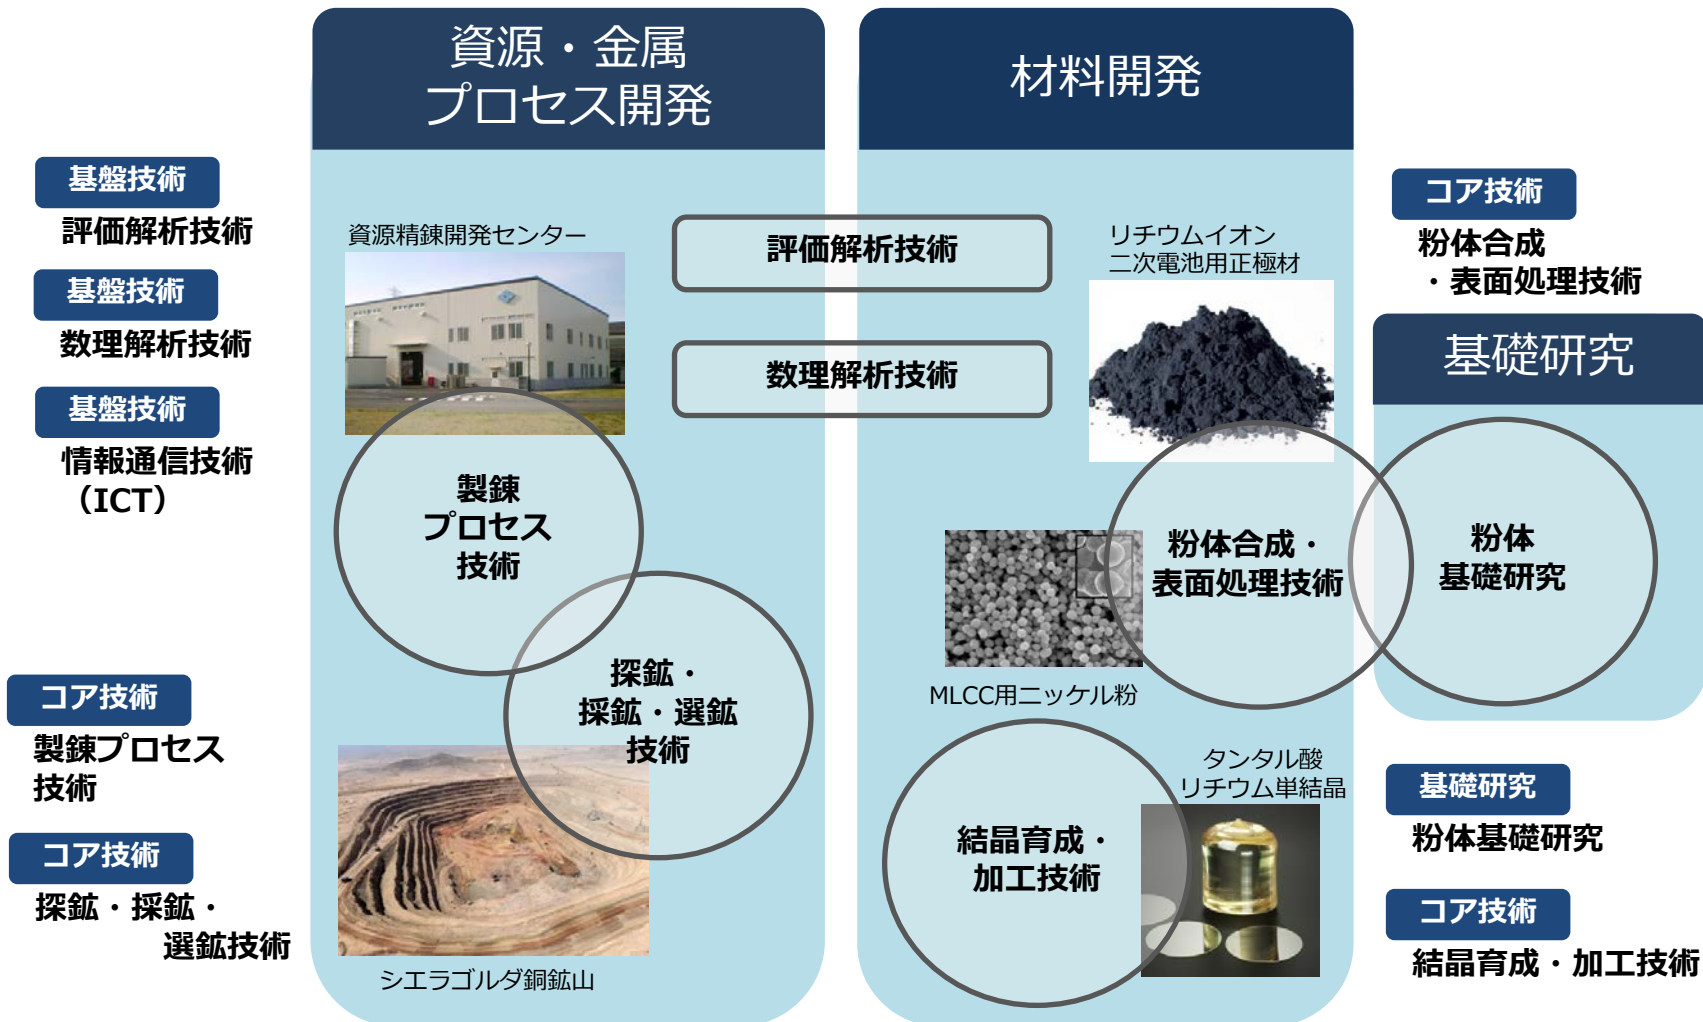 資源・金属
プロセス開発
材料開発
基盤技術
評価解析技術
基盤技術
数理解析技術
基盤技術
情報通信技術
（ICT）
コア技術
製錬プロセス
技術
コア技術
探鉱・採鉱・
選鉱技術
資源精錬開発センター
製錬
プロセス
技術
探鉱・
採鉱・選鉱
技術
シエラゴルダ銅鉱山
評価解析技術
数理解析技術
リチウムイオン
二次電池用正極材
粉体合成・
表面処理技術
MLCC用ニッケル粉
タンタル酸
リチウム単結晶
結晶育成・
加工技術
コア技術
粉体合成
・表面処理技術
基礎研究
粉体
基礎研究
基礎研究
粉体基礎研究
コア技術
結晶育成・加工技術